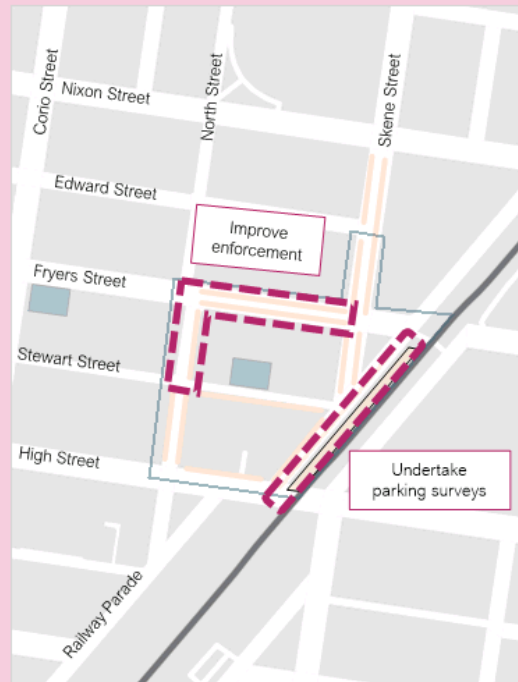 Corio Street
Nixon Street
North Street
Skene Street
Edward Street
Improve
enforcement
Fryers Street
Stewart Street
High Street
Undertake
parking surveys
Railway Parade